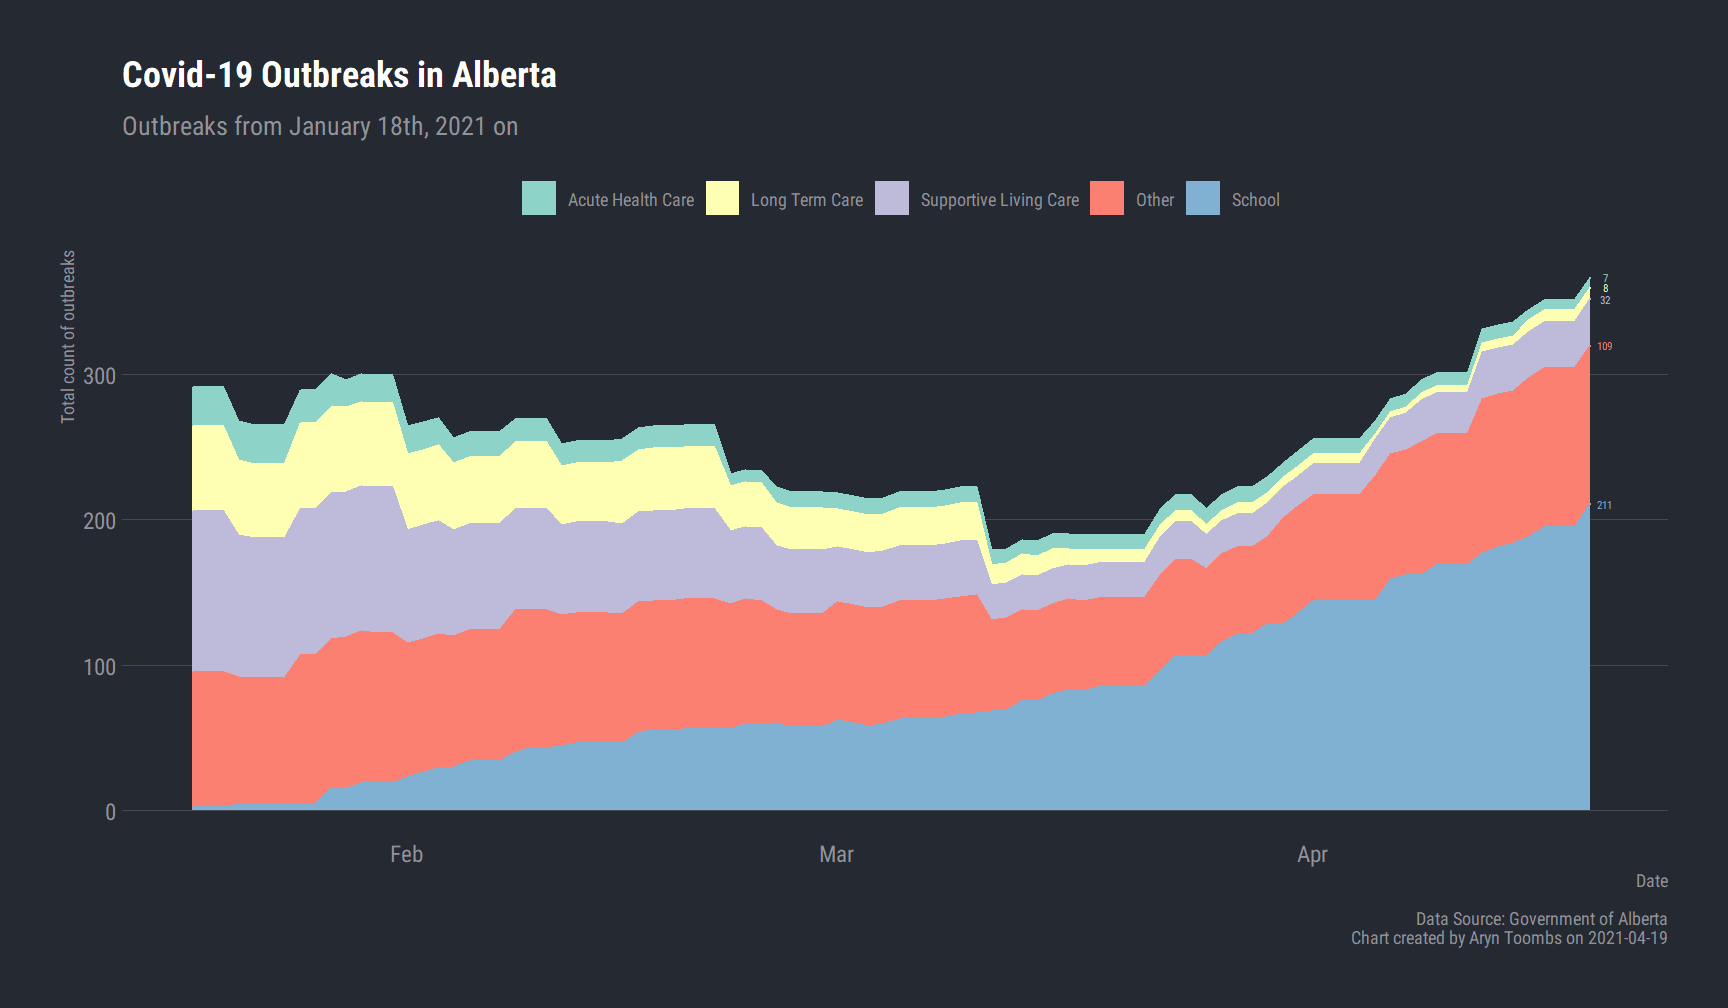 Covid-19 Outbreaks in Alberta
Outbreaks from January 18th, 2021 on
Acute Health Care
Long Term Care
Supportive Living Care
Other
School
Total count of outbreaks
300
200
100
0
7
8
32
109
211
Feb
Mar
Apr
Date
Data Source: Government of Alberta
Chart created by Aryn Toombs on 2021-04-19